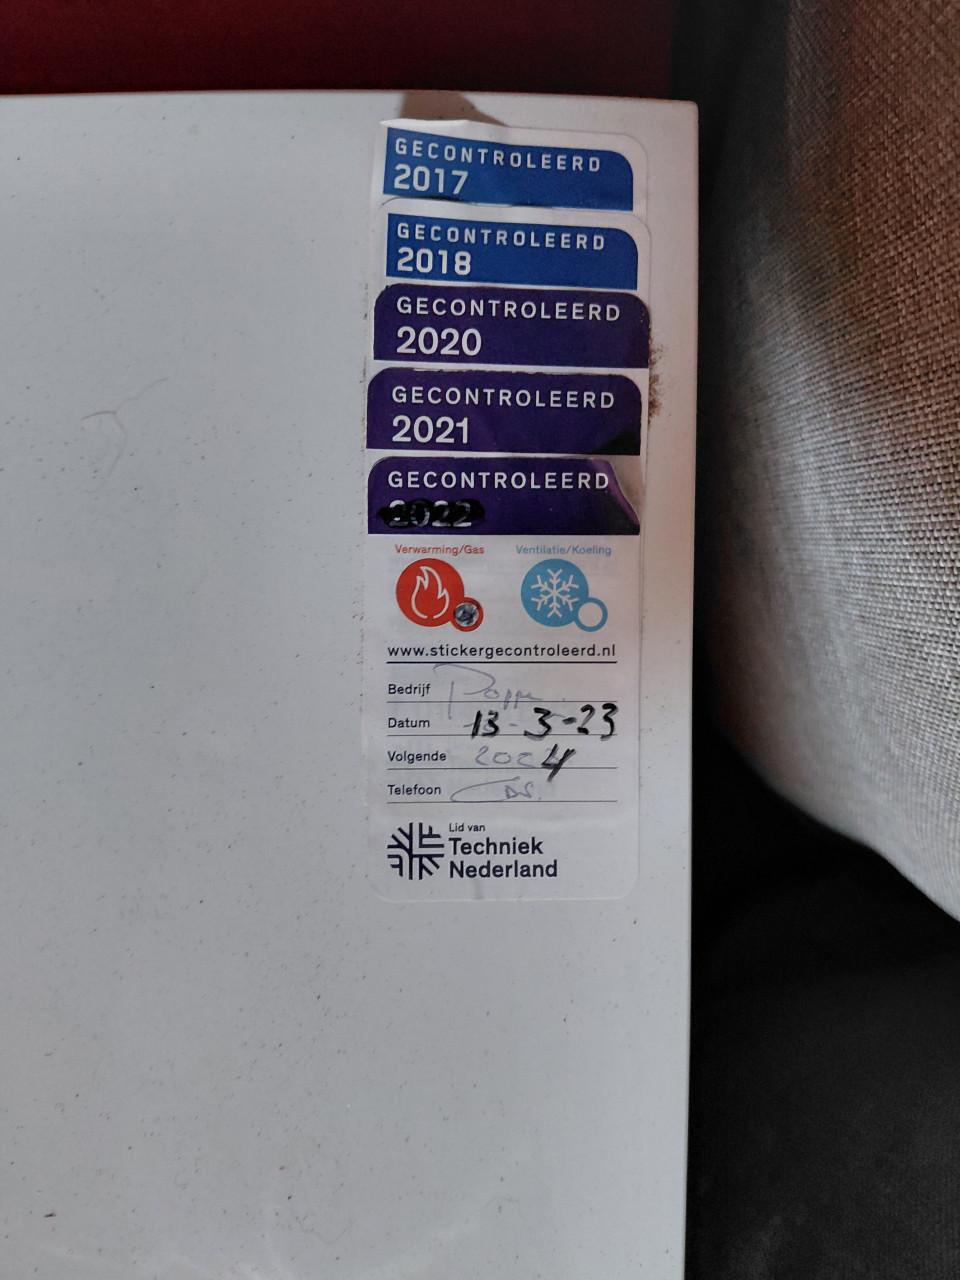 GECONTROLEERD
2017
GECONTROLEERD
2018
GECONTROLEERD
2020
GECONTROLEERD
2021
GECONTROLEERD
2022
Verwarming/Gas Ventilatie/Koeling
www.stickergecontroleerd.nl
Bedrijf
Datum 13-3-23
Volgende 2024
Telefoon
Lid van
Techniek
Nederland